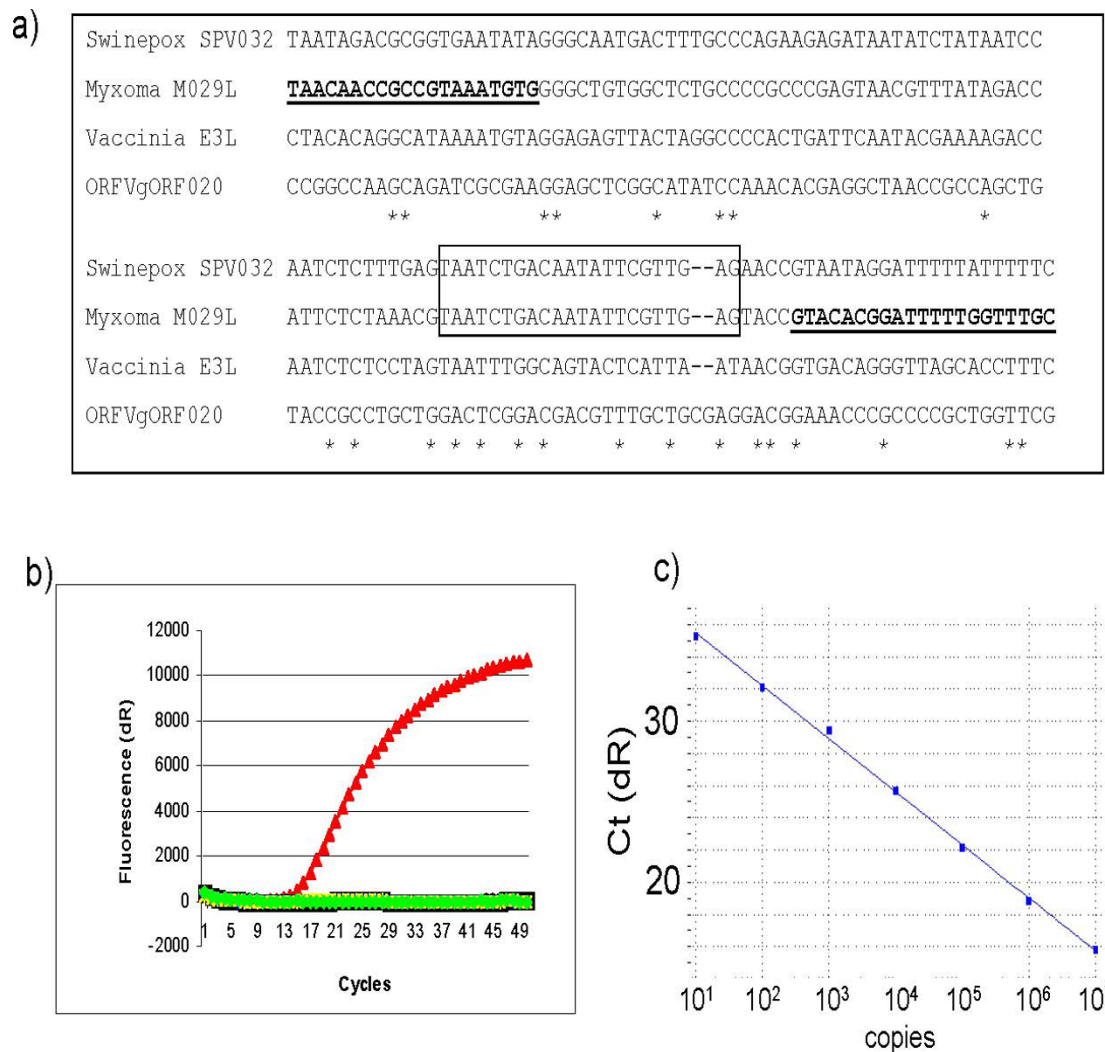 a)
Swinepox SPV032 TAATAGACGCGGTGAATATAGGGCAATGACTTTGCCCAGAAGAGATAATATCTATAATCC
Myxoma M029L TAACAACCGCCGTAAATGTGGGGCTGTGGCTCTGCCCCGCCCGAGTAACGTTTATAGACC
Vaccinia E3L CTACACAGGCATAAAATGTAGGAGAGTTACTAGGCCCCACTGATTCAATACGAAAAGACC
ORFVgORF020 CCGGCCAAGCAGATCGCGAAGGAGCTCGGCATATCCAAACACGAGGCTAACCGCCAGCTG
** ** * ** *
Swinepox SPV032 AATCTCTTTGAGTAATCTGACAATATTCGTTG--AGAACCGTAATAGGATTTTTATTTTTC
Myxoma M029L ATTCTCTAAACGTAATCTGACAATATTCGTTG--AGTACCGTACACGGATTTTTGGTTTGC
Vaccinia E3L AATCTCTCCTAGTAATTTGGCAGTACTCATTA--ATAACGGTGACAGGGTTAGCACCTTTC
ORFVgORF020 TACCGCCTGCTGGACTCGGACGACGTTTGCTGCGAGGACGGAAACCCGCCCCGCTGGTTCG
* * * * * * * * * * ** * * **
b)
12000
10000
8000
6000
4000
2000
0
-2000
Fluorescence (dR)
1 5 9 13 17 21 25 29 33 37 41 45 49
Cycles
c)
30
20
Ct (dR)
10¹ 10² 10³ 10⁴ 10⁵ 10⁶ 10
copies